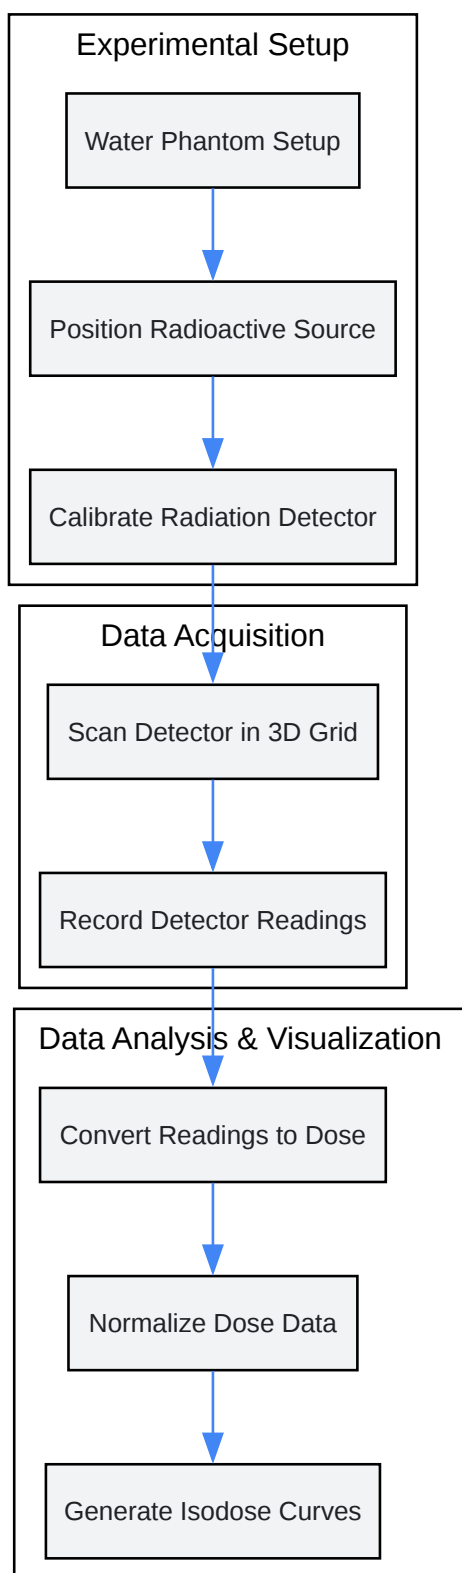 Experimental Setup
Water Phantom Setup
Position Radioactive Source
Calibrate Radiation Detector
Data Acquisition
Scan Detector in 3D Grid
Record Detector Readings
Data Analysis & Visualization
Convert Readings to Dose
Normalize Dose Data
Generate Isodose Curves